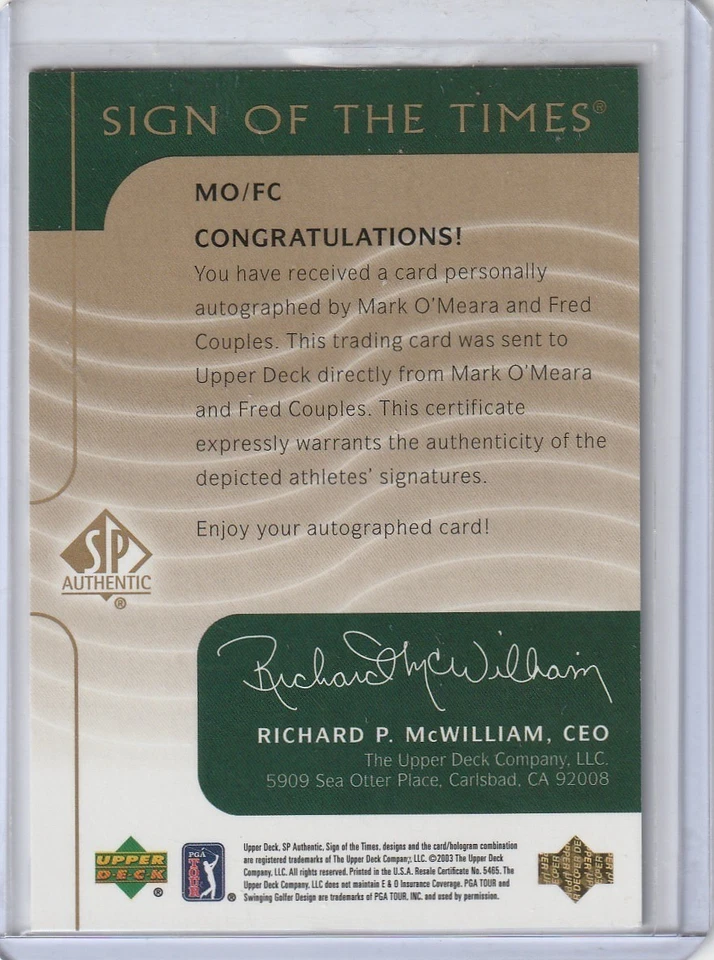 SIGN OF THE TIMES®
MO/FC
CONGRATULATIONS!
You have received a card personally
autographed by Mark O'Meara and Fred
Couples. This trading card was sent to
Upper Deck directly from Mark O'Meara
and Fred Couples. This certificate
expressly warrants the authenticity of the
depicted athletes' signatures.
Enjoy your autographed card!
SP
AUTHENTIC
®
Richard McWilliam
RICHARD P. McWILLIAM, CEO
The Upper Deck Company, LLC.
5909 Sea Otter Place, Carlsbad, CA 92008
UPPER
DECK
®
PGA
TOUR
®
Upper Deck, SP Authentic, Sign of the Times, designs and the card/hologram combination
are registered trademarks of The Upper Deck Company, LLC. ©2003 The Upper Deck
Company, LLC. All rights reserved. Printed in the U.S.A. Resale Certificate No. 5465. The
Upper Deck Company, LLC does not maintain E & O Insurance Coverage. PGA TOUR and
Swinging Golfer Design are trademarks of PGA TOUR, INC. and used by permission.